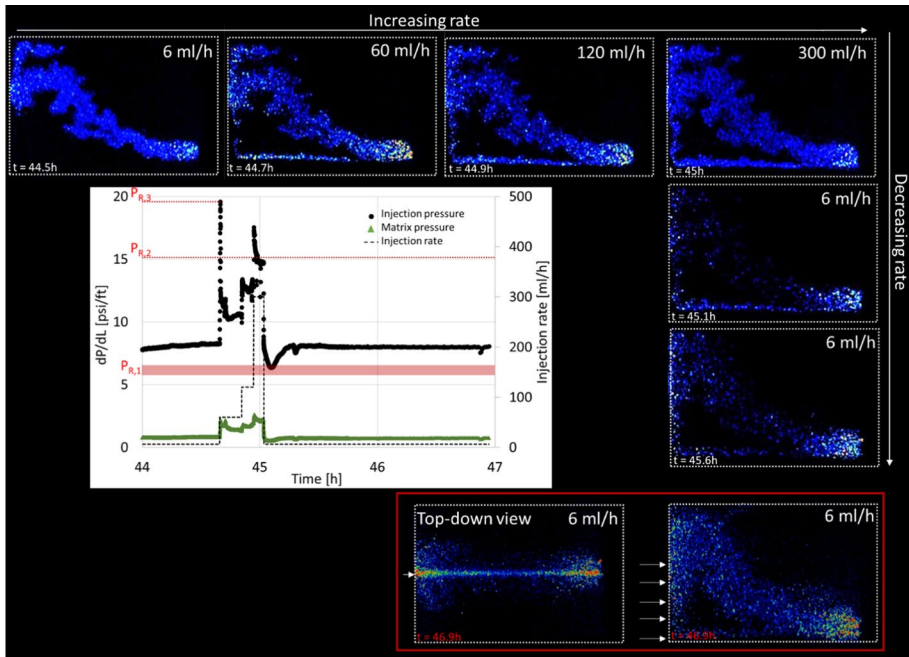 Increasing rate
6 ml/h
60 ml/h
120 ml/h
300 ml/h
t = 44.5h
t = 44.7h
t = 44.9h
t = 45h
Decreasing rate
6 ml/h
t = 45.1h
6 ml/h
t = 45.6h
P_R,3
P_R,2
P_R,1
20
15
10
5
0
dP/dL [psi/ft]
Injection pressure
Matrix pressure
Injection rate
500
400
300
200
100
0
Injection rate [ml/h]
44
45
46
47
Time [h]
Top-down view
6 ml/h
t = 46.9h
6 ml/h
t = 46.9h